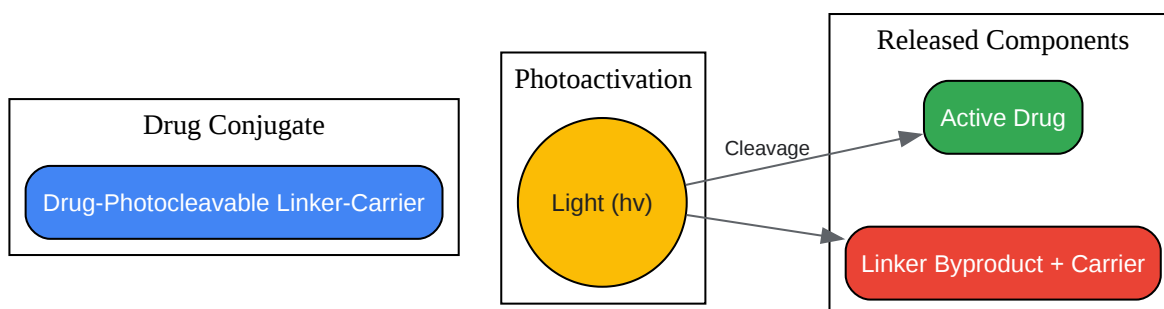 Drug Conjugate
Drug-Photocleavable Linker-Carrier
Photoactivation
Light (hv)
Cleavage
Released Components
Active Drug
Linker Byproduct + Carrier